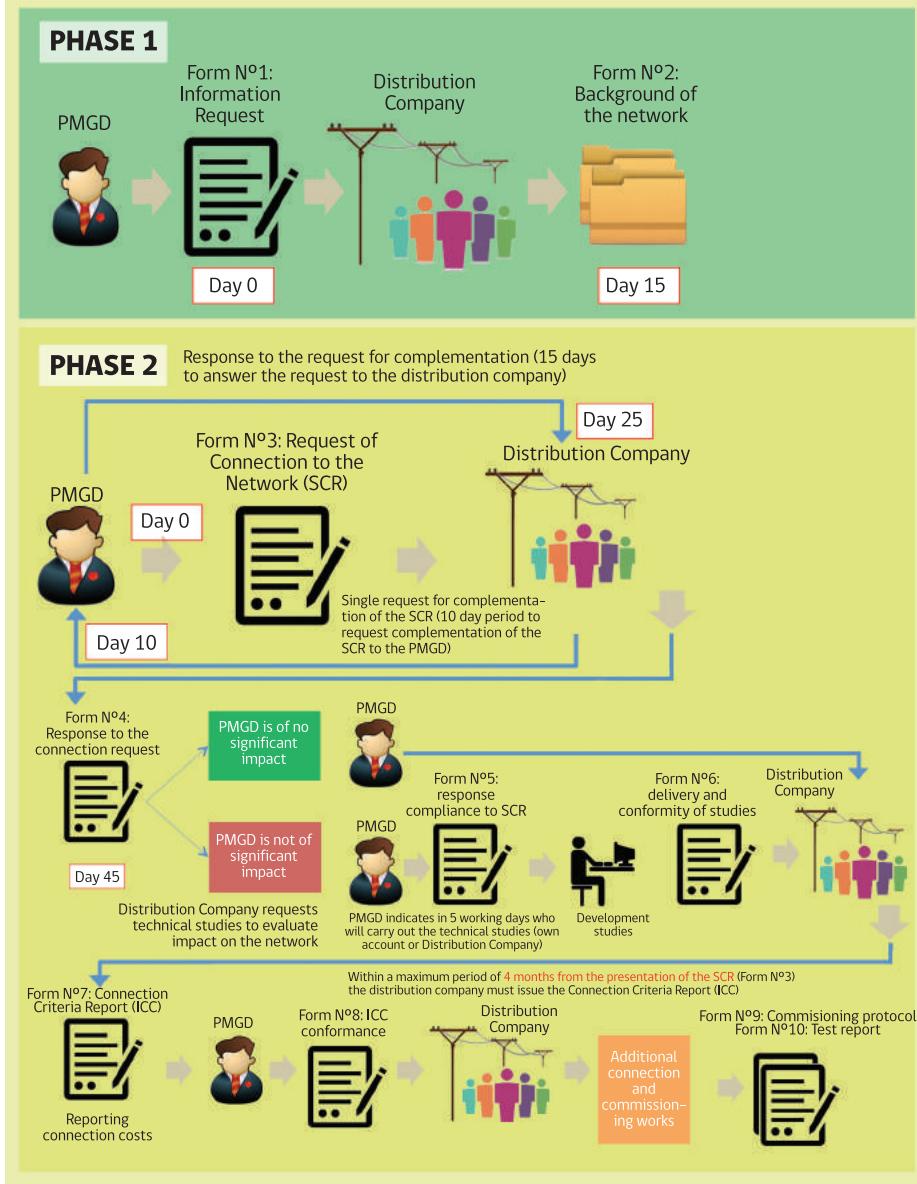 PHASE 1
PMGD
Form Nº1:
Information
Request
Day 0
Distribution
Company
Form Nº2:
Background of
the network
Day 15
PHASE 2
Response to the request for complementation (15 days
to answer the request to the distribution company)
PMGD
Day 0
Form Nº3: Request of
Connection to the
Network (SCR)
Day 25
Distribution Company
Single request for complementa-
tion of the SCR (10 day period to
request complementation of the
SCR to the PMGD)
Day 10
Form Nº4:
Response to the
connection request
Day 45
PMGD is of no
significant
impact
PMGD is not of
significant
impact
Distribution Company requests
technical studies to evaluate
impact on the network
PMGD
PMGD
Form Nº5:
response
compliance to SCR
PMGD indicates in 5 working days who
will carry out the technical studies (own
account or Distribution Company)
Development
studies
Form Nº6:
delivery and
conformity of studies
Distribution
Company
Within a maximum period of 4 months from the presentation of the SCR (Form Nº3)
the distribution company must issue the Connection Criteria Report (ICC)
Form Nº7: Connection
Criteria Report (ICC)
Reporting
connection costs
PMGD
Form Nº8: ICC
conformance
Distribution
Company
Additional
connection
and
commission-
ing works
Form Nº9: Commisioning protocol
Form Nº10: Test report